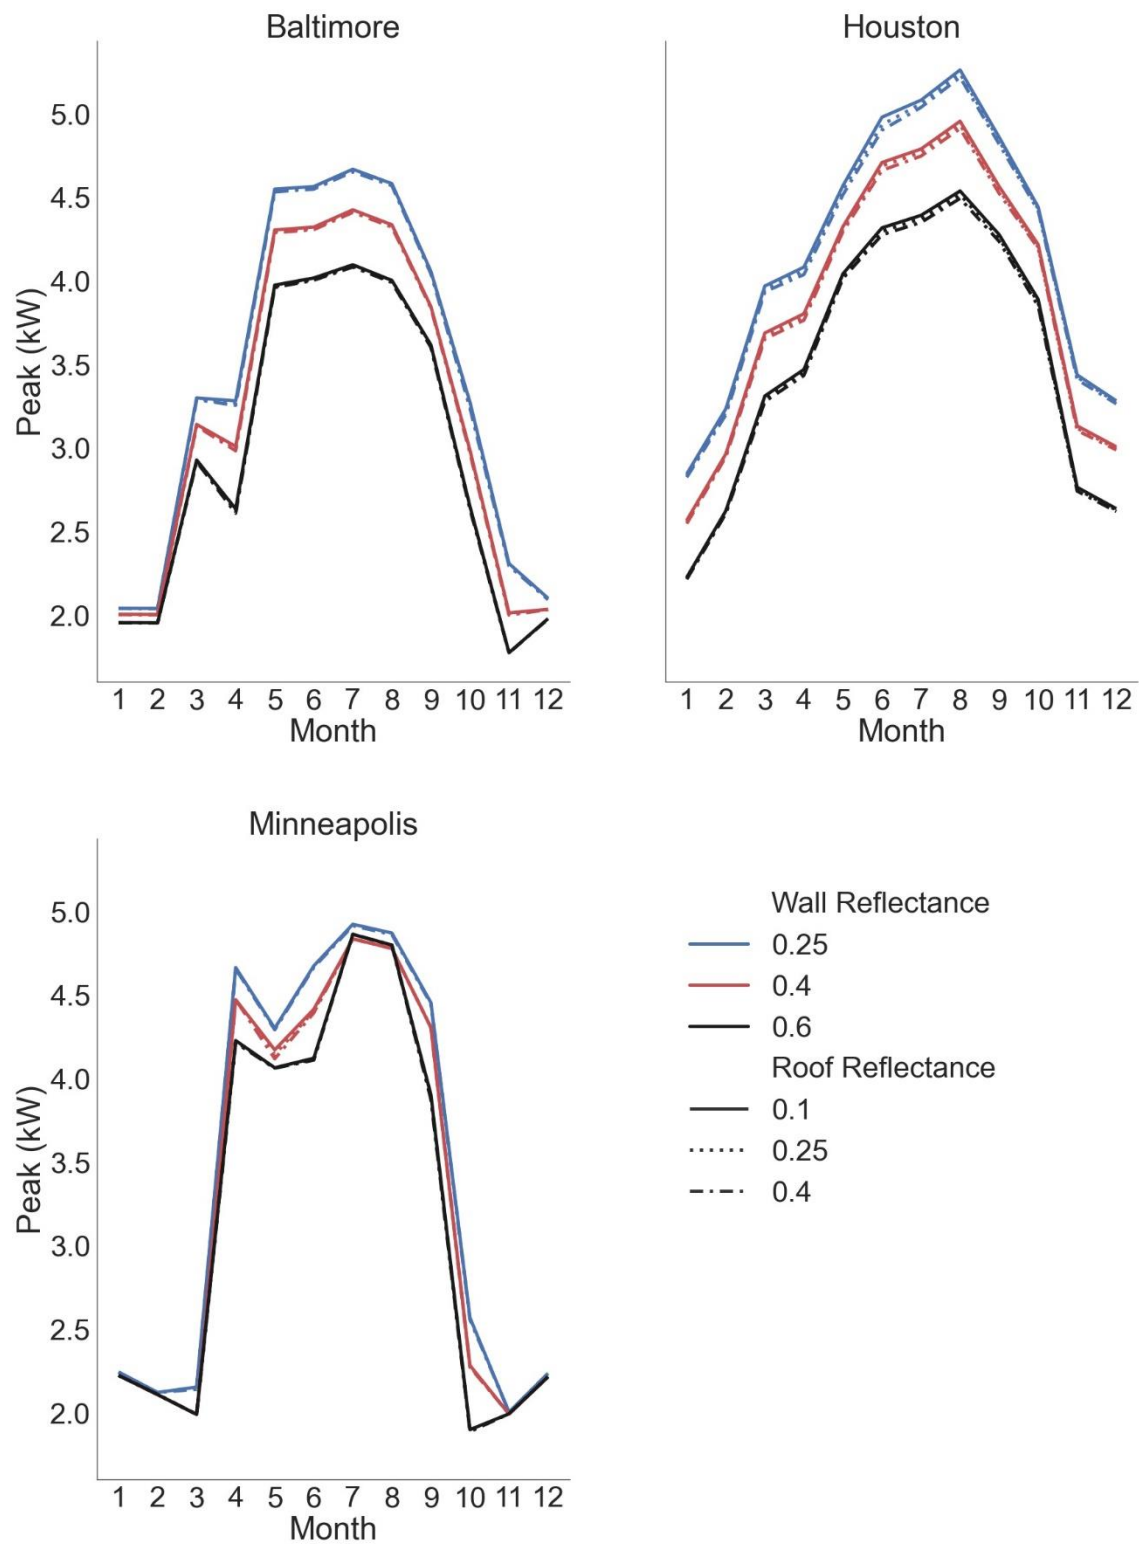 Baltimore
Peak (kW)
5.0
4.5
4.0
3.5
3.0
2.5
2.0
1 2 3 4 5 6 7 8 9 10 11 12
Month
Houston
1 2 3 4 5 6 7 8 9 10 11 12
Month
Minneapolis
Peak (kW)
5.0
4.5
4.0
3.5
3.0
2.5
2.0
1 2 3 4 5 6 7 8 9 10 11 12
Month
Wall Reflectance
0.25
0.4
0.6
Roof Reflectance
0.1
0.25
0.4